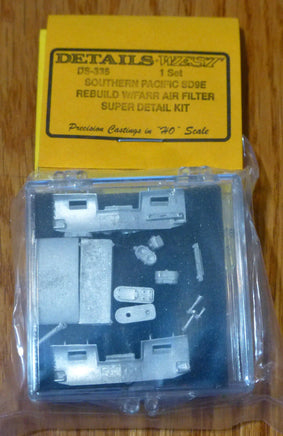 DETAILS WEST
DS-335 1 Set
SOUTHERN PACIFIC SD9E
REBUILD W/FARR AIR FILTER
SUPER DETAIL KIT
Precision Castings in "HO" Scale